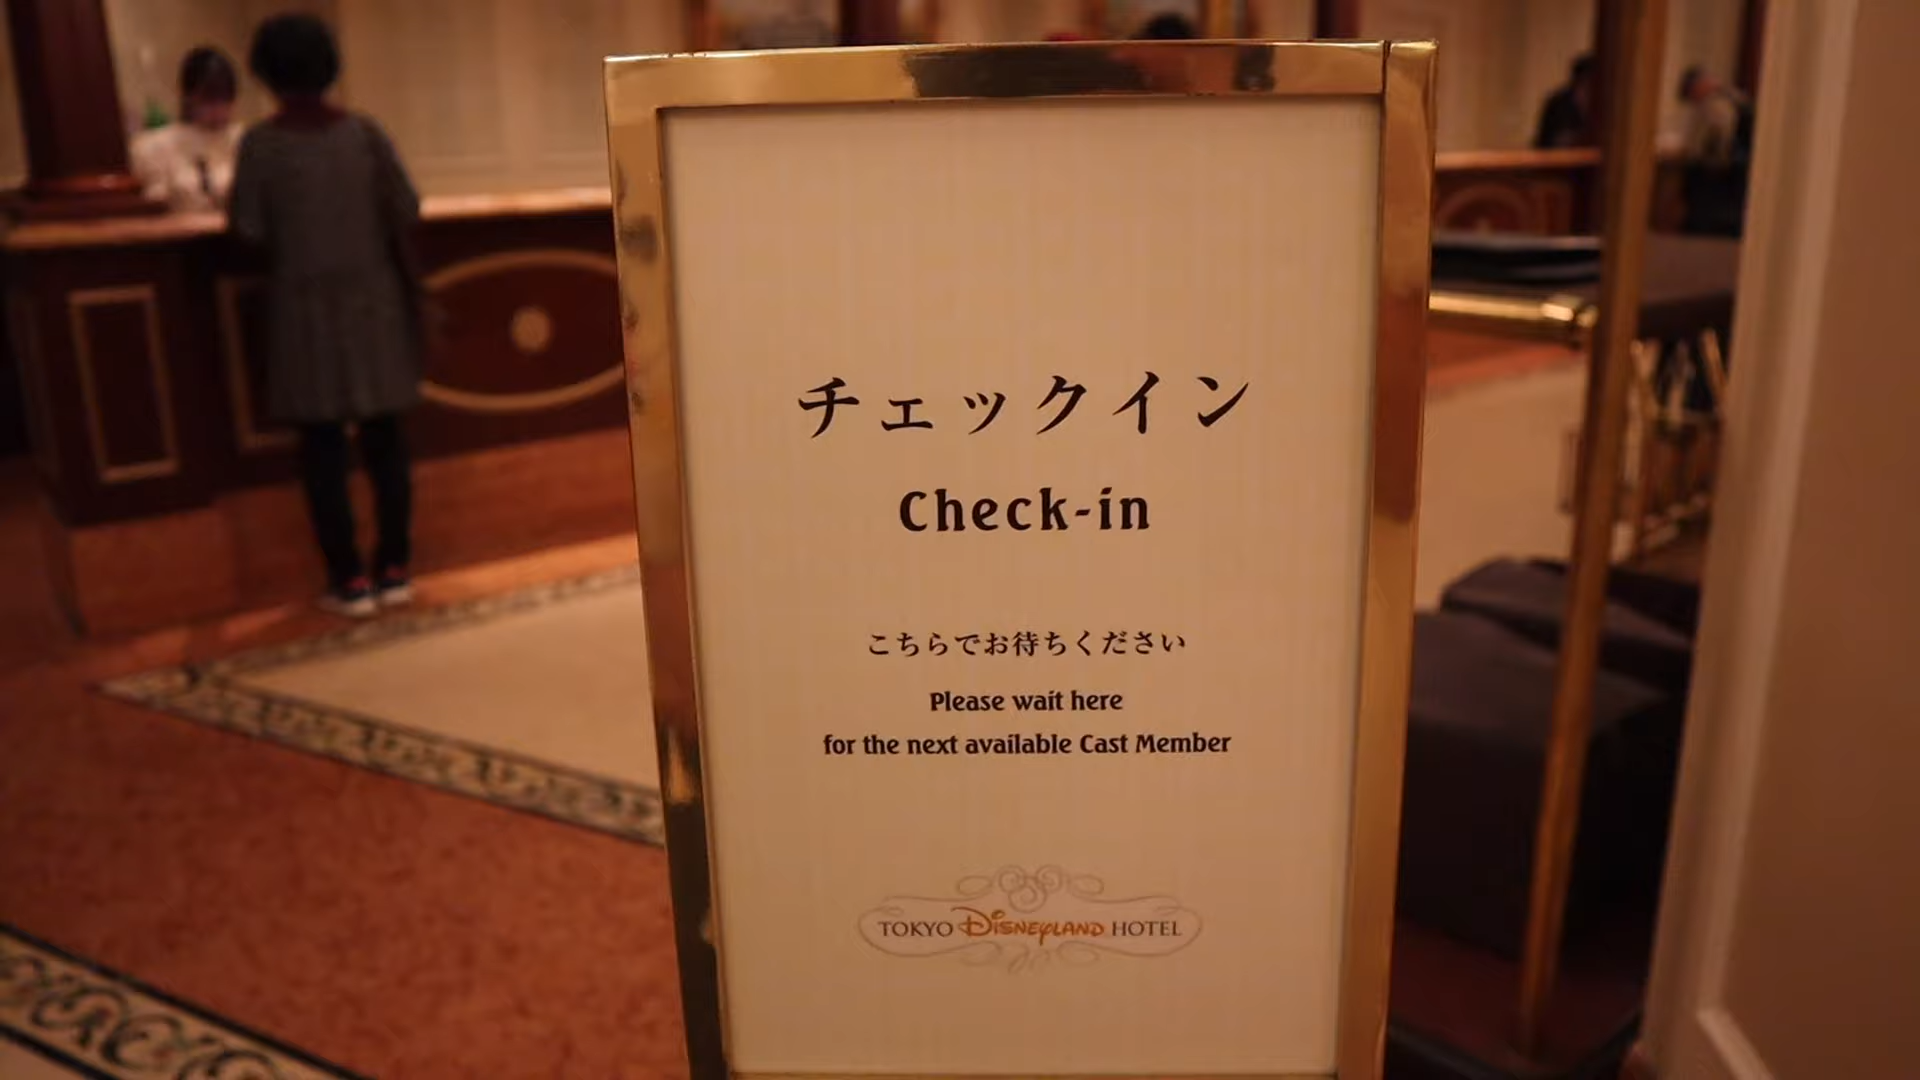 チェックイン
Check-in
こちらでお待ちください
Please wait here
for the next available Cast Member
TOKYO DISNEYLAND HOTEL